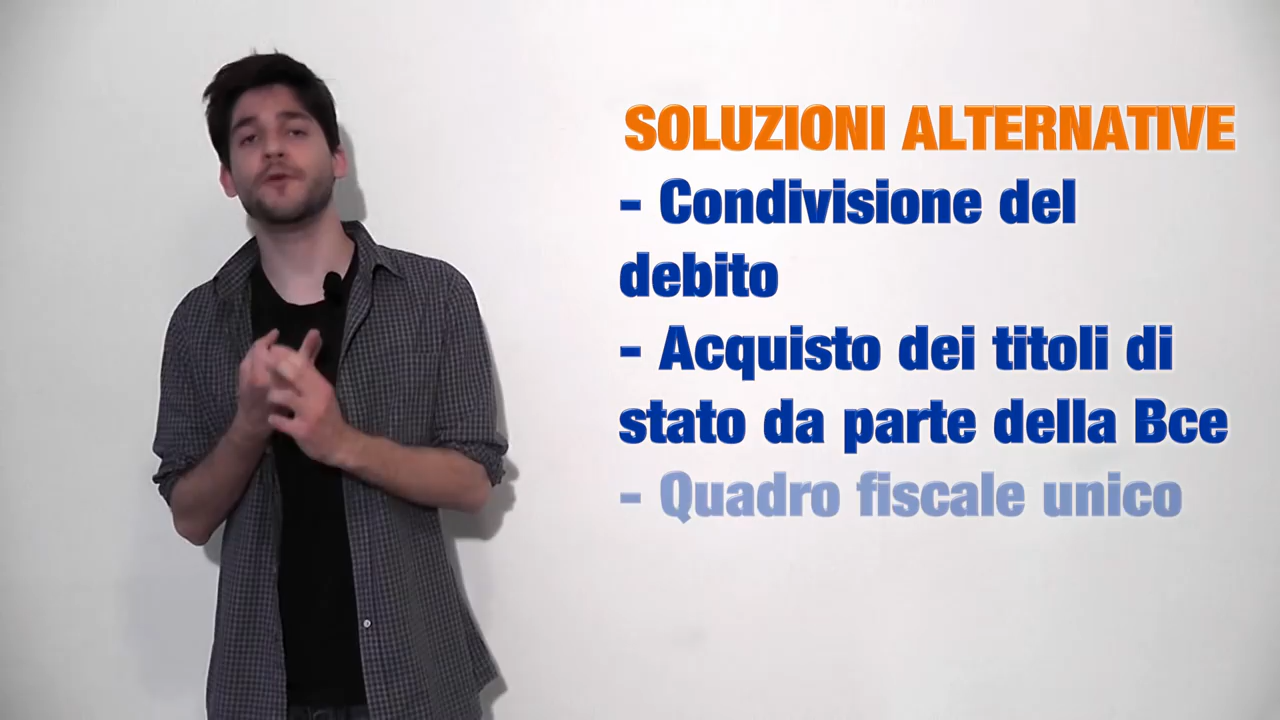 SOLUZIONI ALTERNATIVE
- Condivisione del
debito
- Acquisto dei titoli di
stato da parte della Bce
- Quadro fiscale unico